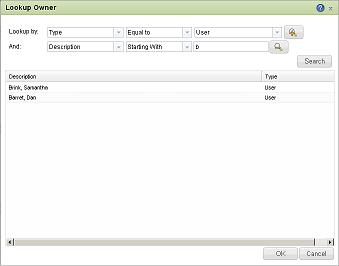 Lookup Owner
Lookup by: Type Equal to User
And: Description Starting With b
Search
Description Type
Brink, Samantha User
Barret, Dan User
OK Cancel